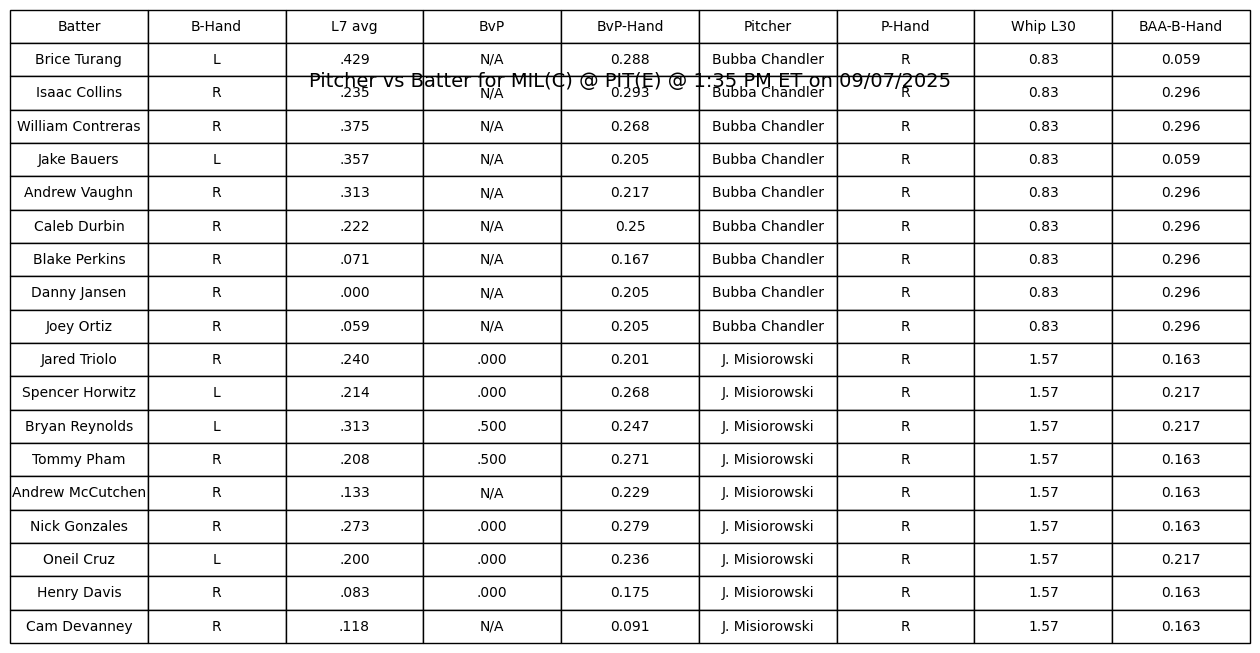 Batter B-Hand L7 avg BvP BvP-Hand Pitcher P-Hand Whip L30 BAA-B-Hand
Brice Turang L .429 N/A 0.288 Bubba Chandler R 0.83 0.059
Pitcher vs Batter for MIL(C) @ PIT(E) @ 1:35 PM ET on 09/07/2025
Isaac Collins R .235 N/A 0.293 Bubba Chandler R 0.83 0.296
William Contreras R .375 N/A 0.268 Bubba Chandler R 0.83 0.296
Jake Bauers L .357 N/A 0.205 Bubba Chandler R 0.83 0.059
Andrew Vaughn R .313 N/A 0.217 Bubba Chandler R 0.83 0.296
Caleb Durbin R .222 N/A 0.25 Bubba Chandler R 0.83 0.296
Blake Perkins R .071 N/A 0.167 Bubba Chandler R 0.83 0.296
Danny Jansen R .000 N/A 0.205 Bubba Chandler R 0.83 0.296
Joey Ortiz R .059 N/A 0.205 Bubba Chandler R 0.83 0.296
Jared Triolo R .240 .000 0.201 J. Misiorowski R 1.57 0.163
Spencer Horwitz L .214 .000 0.268 J. Misiorowski R 1.57 0.217
Bryan Reynolds L .313 .500 0.247 J. Misiorowski R 1.57 0.217
Tommy Pham R .208 .500 0.271 J. Misiorowski R 1.57 0.163
Andrew McCutchen R .133 N/A 0.229 J. Misiorowski R 1.57 0.163
Nick Gonzales R .273 .000 0.279 J. Misiorowski R 1.57 0.163
Oneil Cruz L .200 .000 0.236 J. Misiorowski R 1.57 0.217
Henry Davis R .083 .000 0.175 J. Misiorowski R 1.57 0.163
Cam Devanney R .118 N/A 0.091 J. Misiorowski R 1.57 0.163